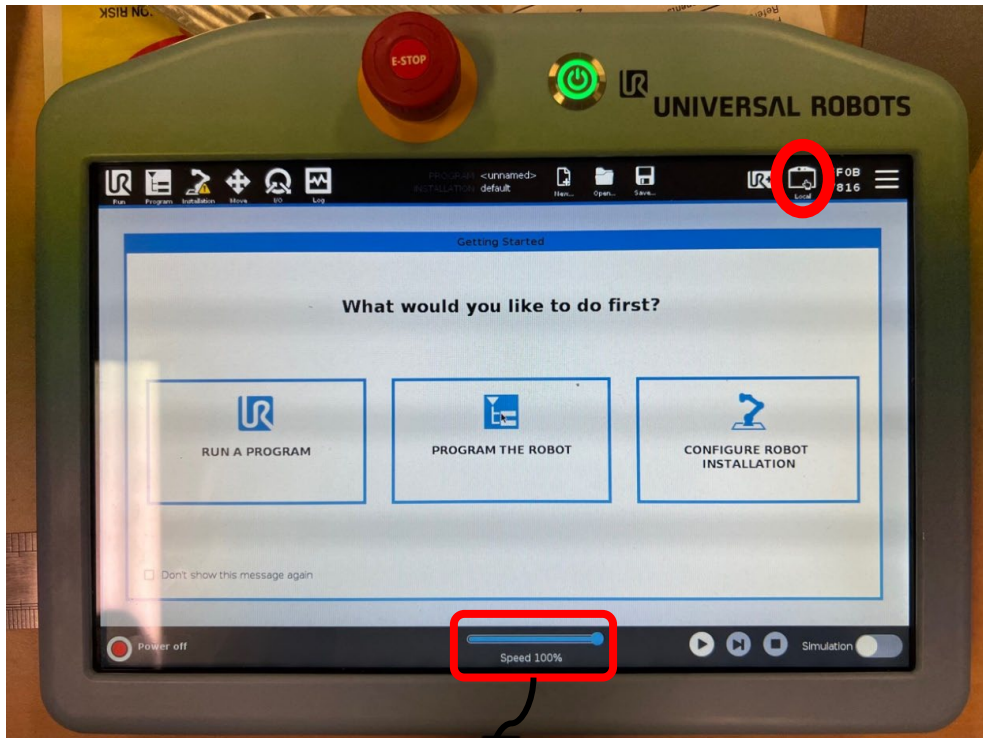 E-STOP
UNIVERSAL ROBOTS
PROGRAM <unnamed>
INSTALLATION default
Run Program Installation Move I/O Log
New... Open... Save...
Local
F0B
816
Getting Started
What would you like to do first?
RUN A PROGRAM
PROGRAM THE ROBOT
CONFIGURE ROBOT
INSTALLATION
Don't show this message again
Power off
Speed 100%
Simulation